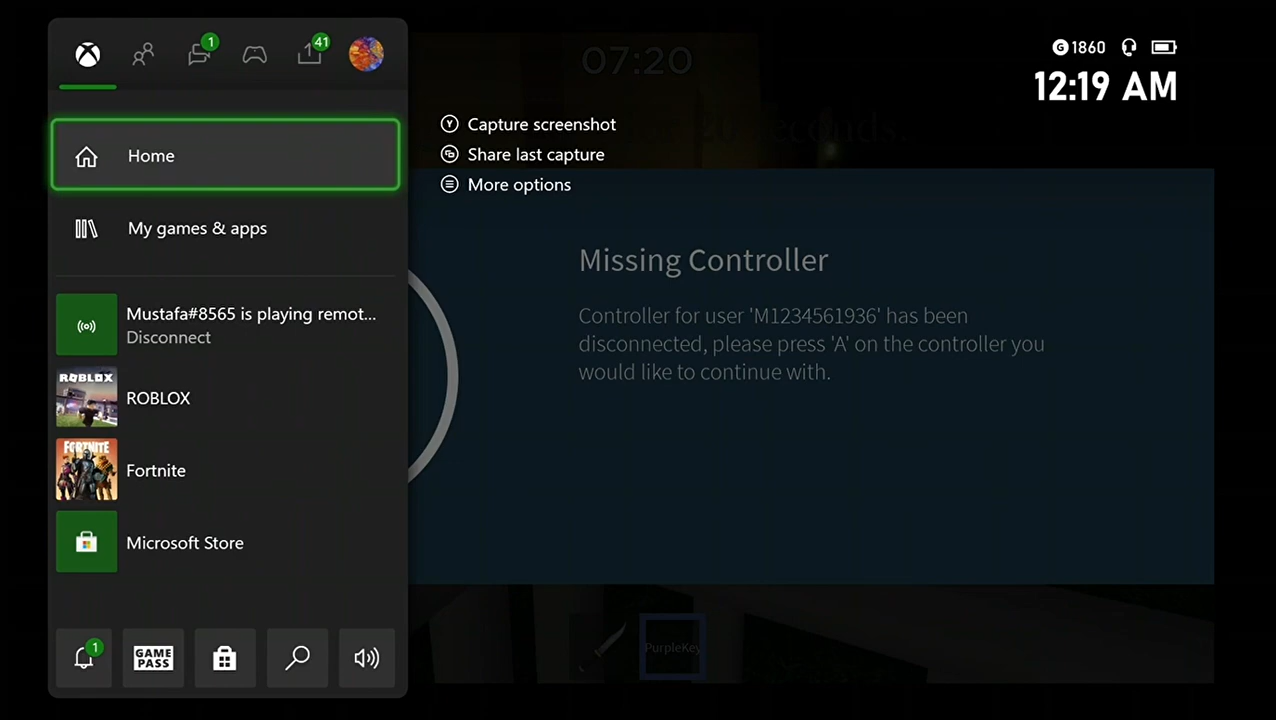 1
41
Home
My games & apps
Mustafa#8565 is playing remot...
Disconnect
ROBLOX
ROBLOX
FORTNITE
Fortnite
Microsoft Store
1
GAME
PASS
07:20
Y Capture screenshot
Share last capture
More options
G 1860
12:19 AM
seconds
Missing Controller
Controller for user 'M1234561936' has been
disconnected, please press 'A' on the controller you
would like to continue with.
PurpleKey